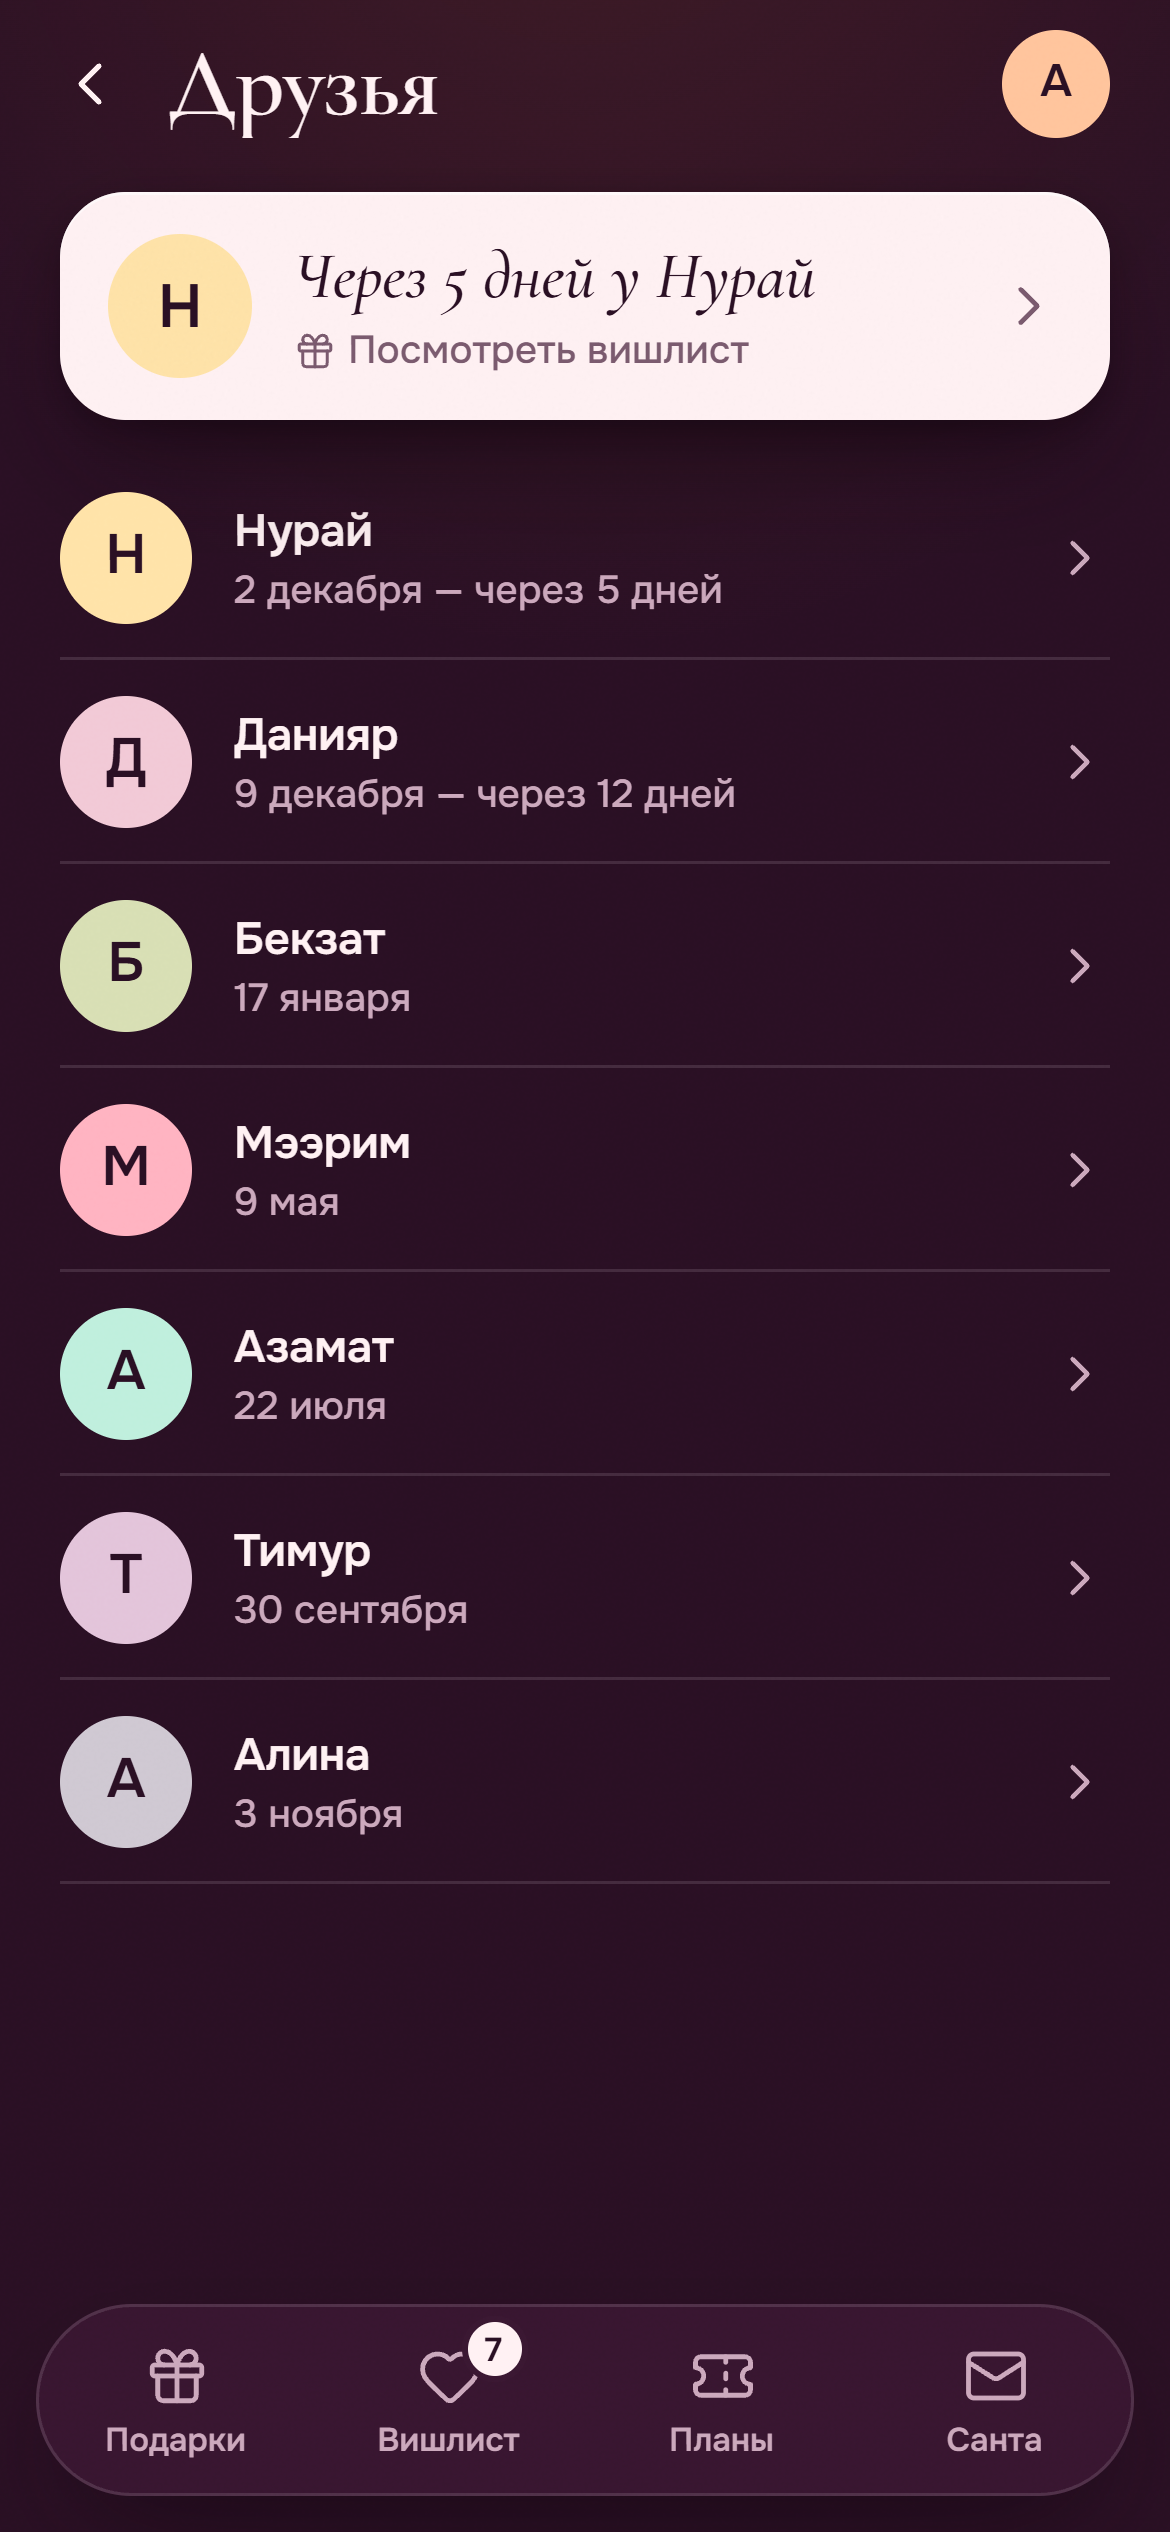 Друзья
А
Н
Через 5 дней у Нурай
Посмотреть вишлист
Н
Нурай
2 декабря — через 5 дней
Д
Данияр
9 декабря — через 12 дней
Б
Бекзат
17 января
М
Мээрим
9 мая
А
Азамат
22 июля
Т
Тимур
30 сентября
А
Алина
3 ноября
7
Подарки
Вишлист
Планы
Санта